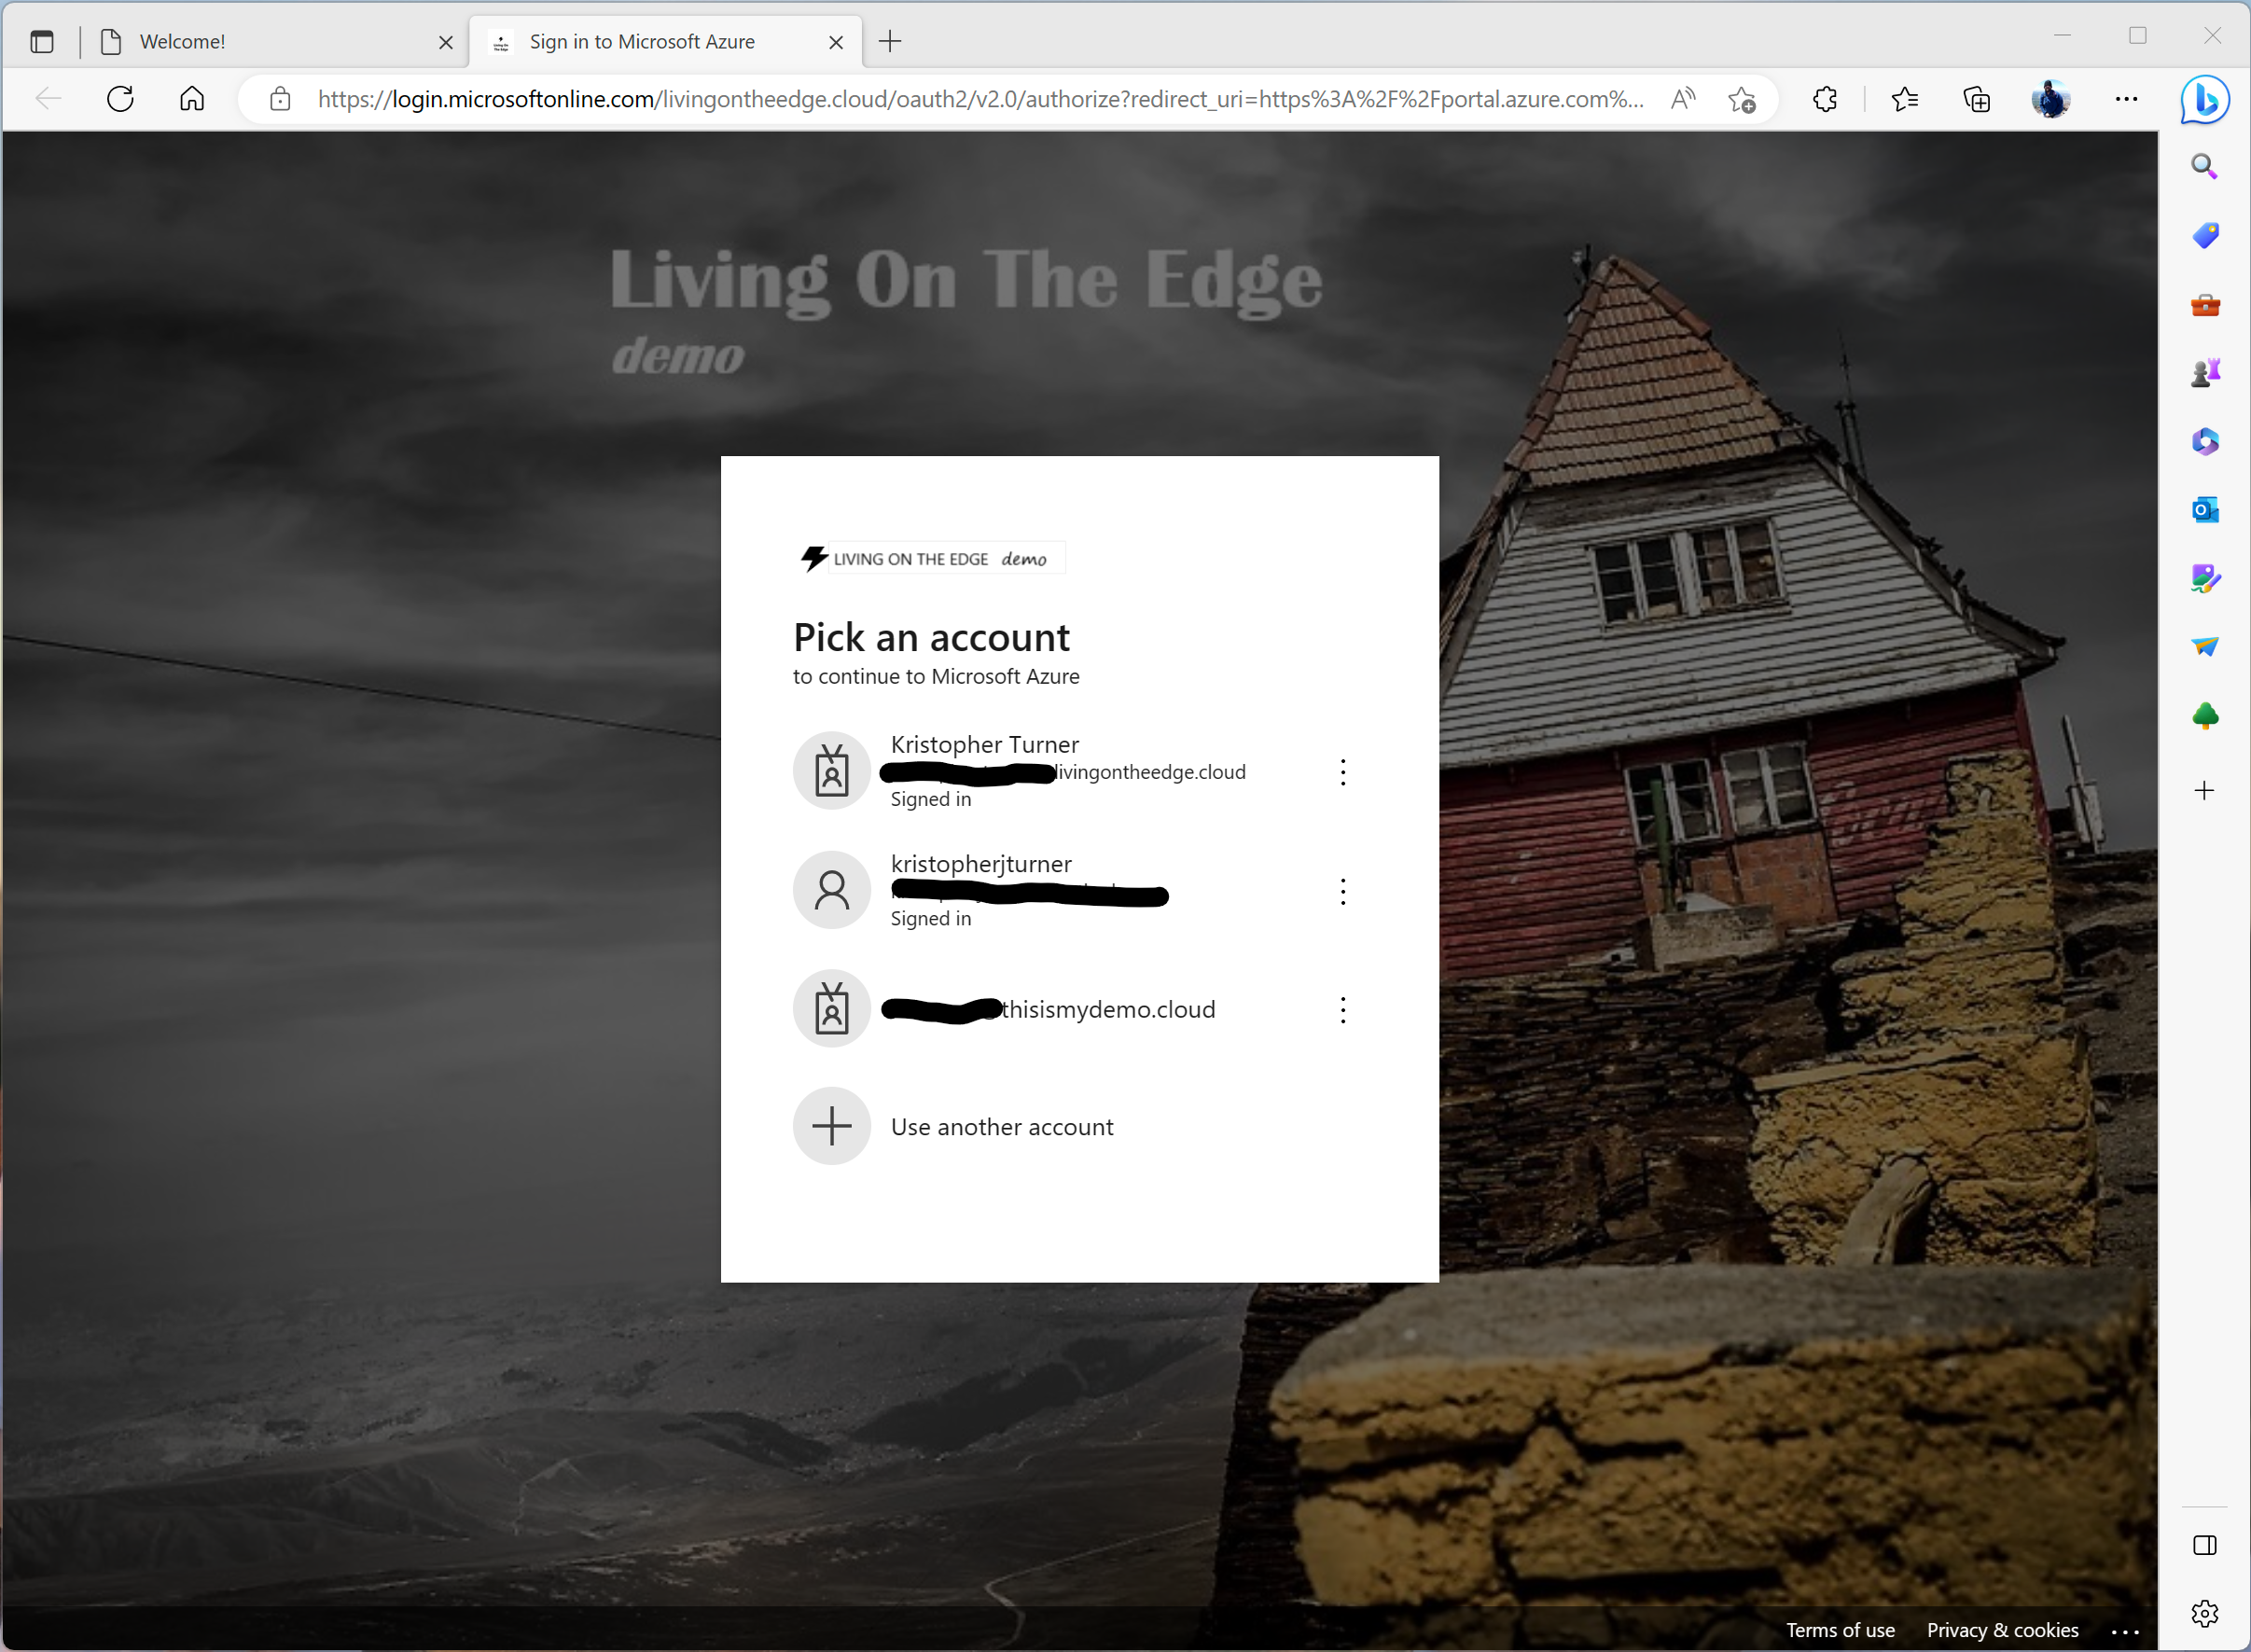 Welcome!
Sign in to Microsoft Azure
https://login.microsoftonline.com/livingontheedge.cloud/oauth2/v2.0/authorize?redirect_uri=https%3A%2F%2Fportal.azure.com%...
Living On The Edge
demo
LIVING ON THE EDGE demo
Pick an account
to continue to Microsoft Azure
Kristopher Turner
livingontheedge.cloud
Signed in
kristopherjturner
Signed in
thisismydemo.cloud
Use another account
Terms of use Privacy & cookies ...